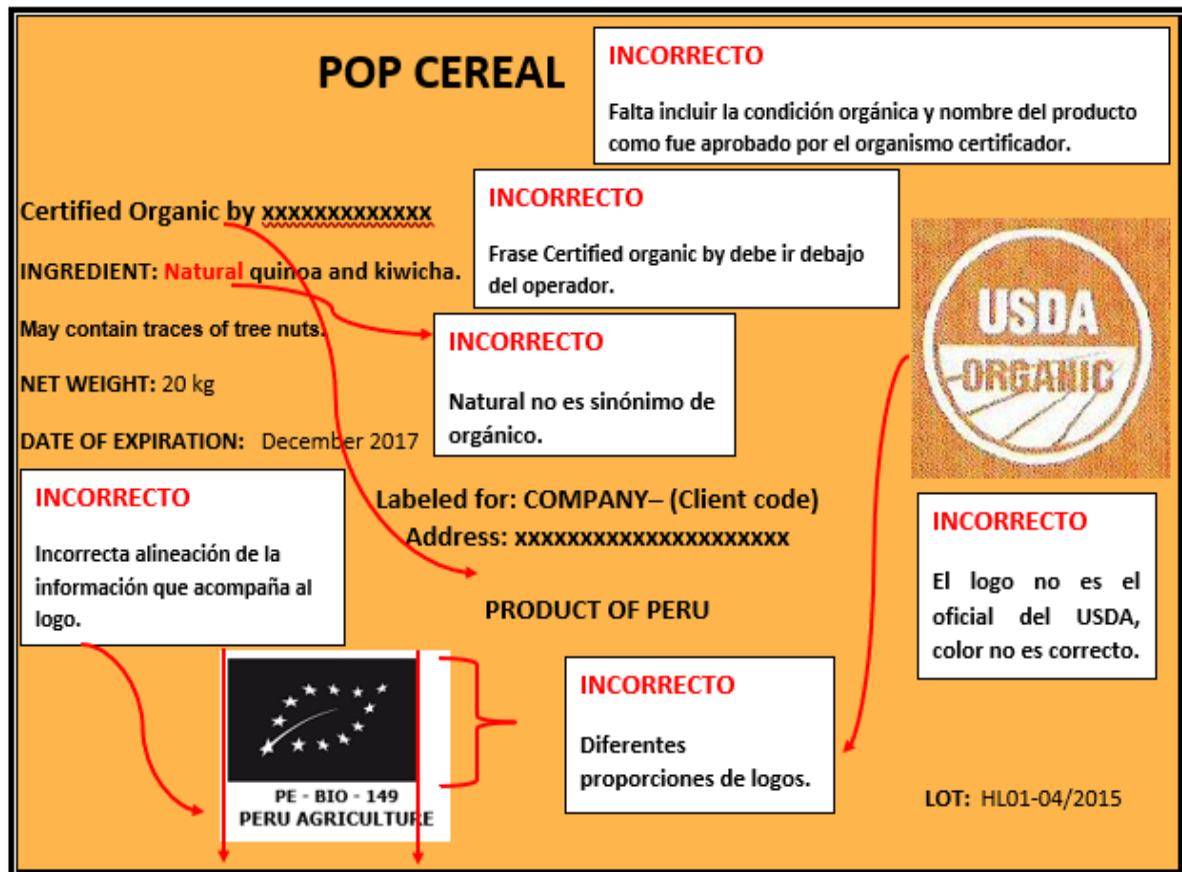 POP CEREAL
INCORRECTO
Falta incluir la condición orgánica y nombre del producto
como fue aprobado por el organismo certificador.
Certified Organic by xxxxxxxxxxxxx
INCORRECTO
Frase Certified organic by debe ir debajo
del operador.
INGREDIENT: Natural quinoa and kiwicha.
May contain traces of tree nuts.
INCORRECTO
Natural no es sinónimo de
orgánico.
USDA
ORGANIC
NET WEIGHT: 20 kg
DATE OF EXPIRATION: December 2017
INCORRECTO
Incorrecta alineación de la
información que acompaña al
logo.
Labeled for: COMPANY– (Client code)
Address: xxxxxxxxxxxxxxxxxxxxx
INCORRECTO
El logo no es el
oficial del USDA,
color no es correcto.
PRODUCT OF PERU
INCORRECTO
Diferentes
proporciones de logos.
PE - BIO - 149
PERU AGRICULTURE
LOT: HL01-04/2015